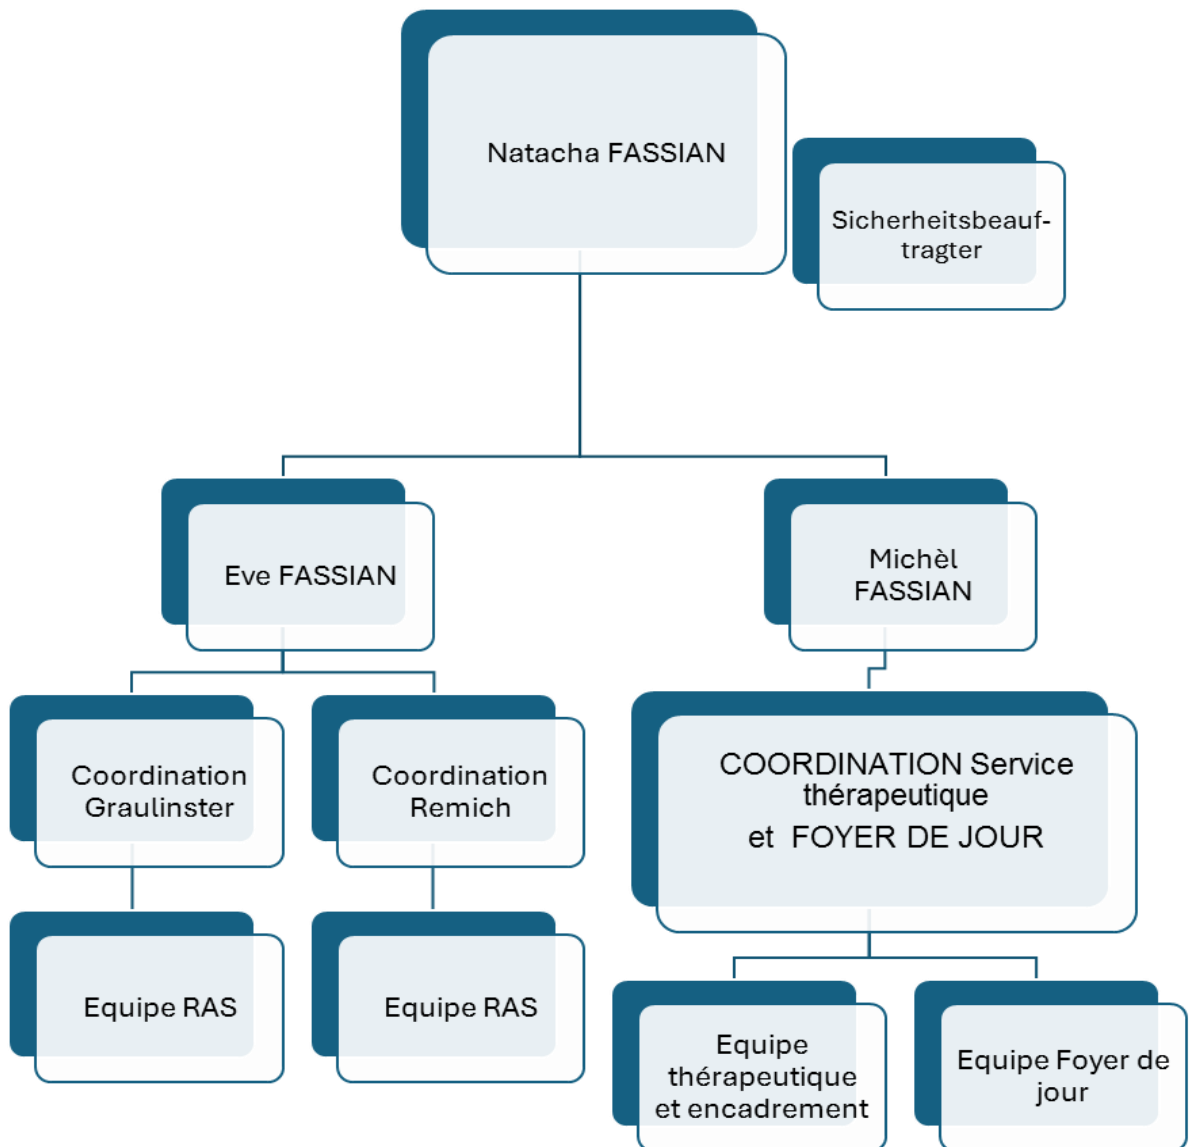 Natacha FASSIAN
Sicherheitsbeauf-
tragter
Eve FASSIAN
Michèl
FASSIAN
Coordination
Graulinster
Coordination
Remich
COORDINATION Service
thérapeutique
et  FOYER DE JOUR
Equipe RAS
Equipe RAS
Equipe
thérapeutique
et encadrement
Equipe Foyer de
jour